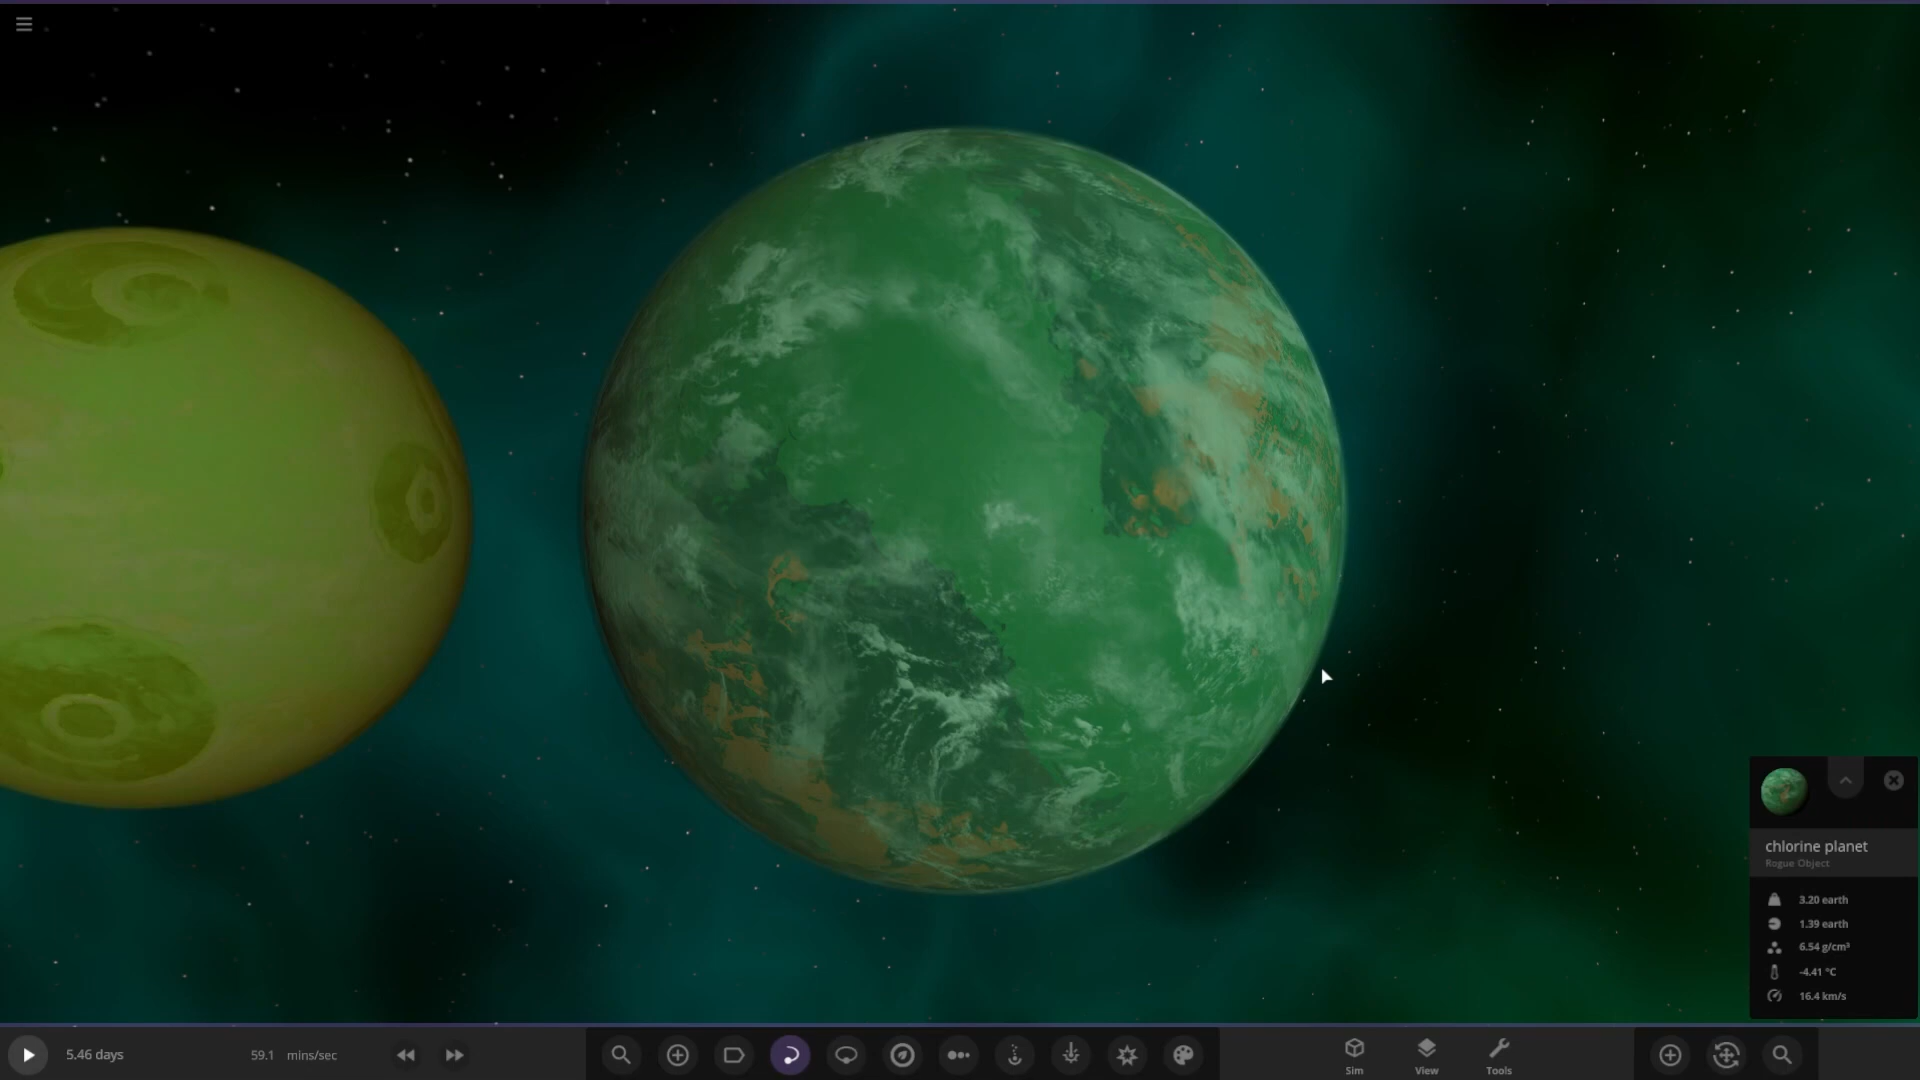 chlorine planet
Rogue Object
3.20 earth
1.39 earth
6.54 g/cm³
-4.41 °C
16.4 km/s
5.46 days
59.1 mins/sec
Sim
View
Tools